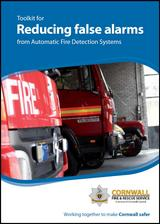 Toolkit for
Reducing false alarms
from Automatic Fire Detection Systems
FIRE
CORNWALL
FIRE & RESCUE SERVICE
Working together to make Cornwall safer